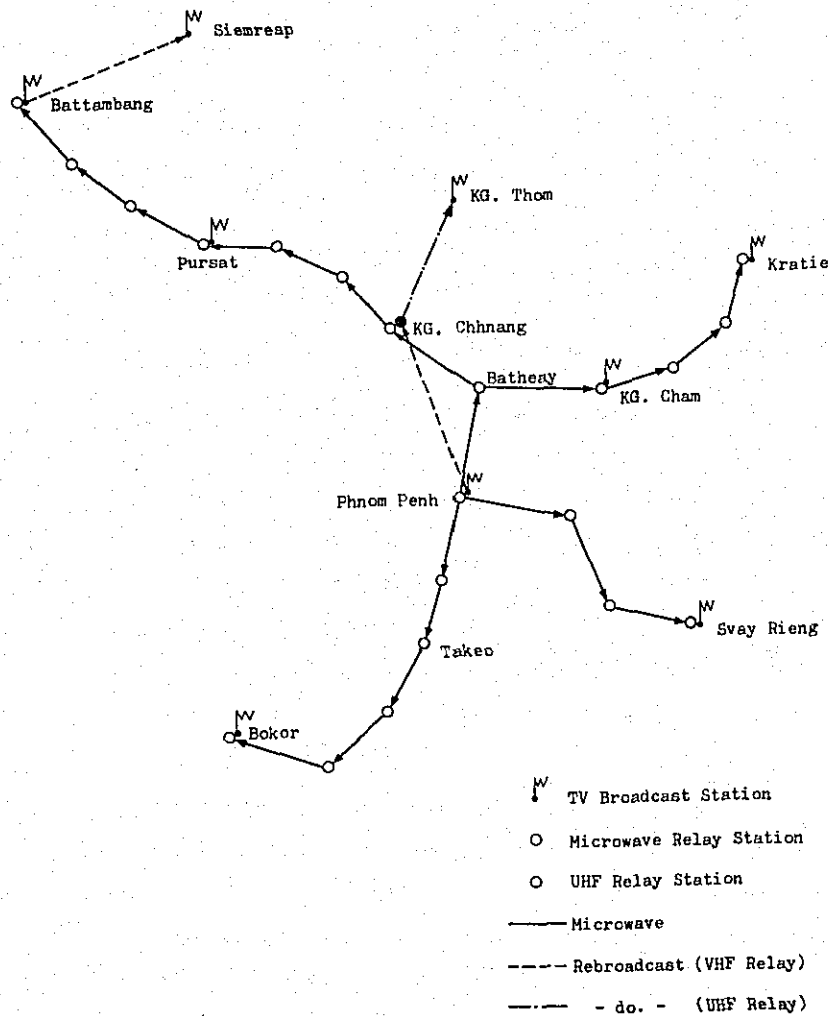 Siemreap
Battambang
KG. Thom
Pursat
Kratie
KG. Chhnang
Batheay
KG. Cham
Phnom Penh
Svay Rieng
Takeo
Bokor
TV Broadcast Station
Microwave Relay Station
UHF Relay Station
Microwave
Rebroadcast (VHF Relay)
- do. - (UHF Relay)